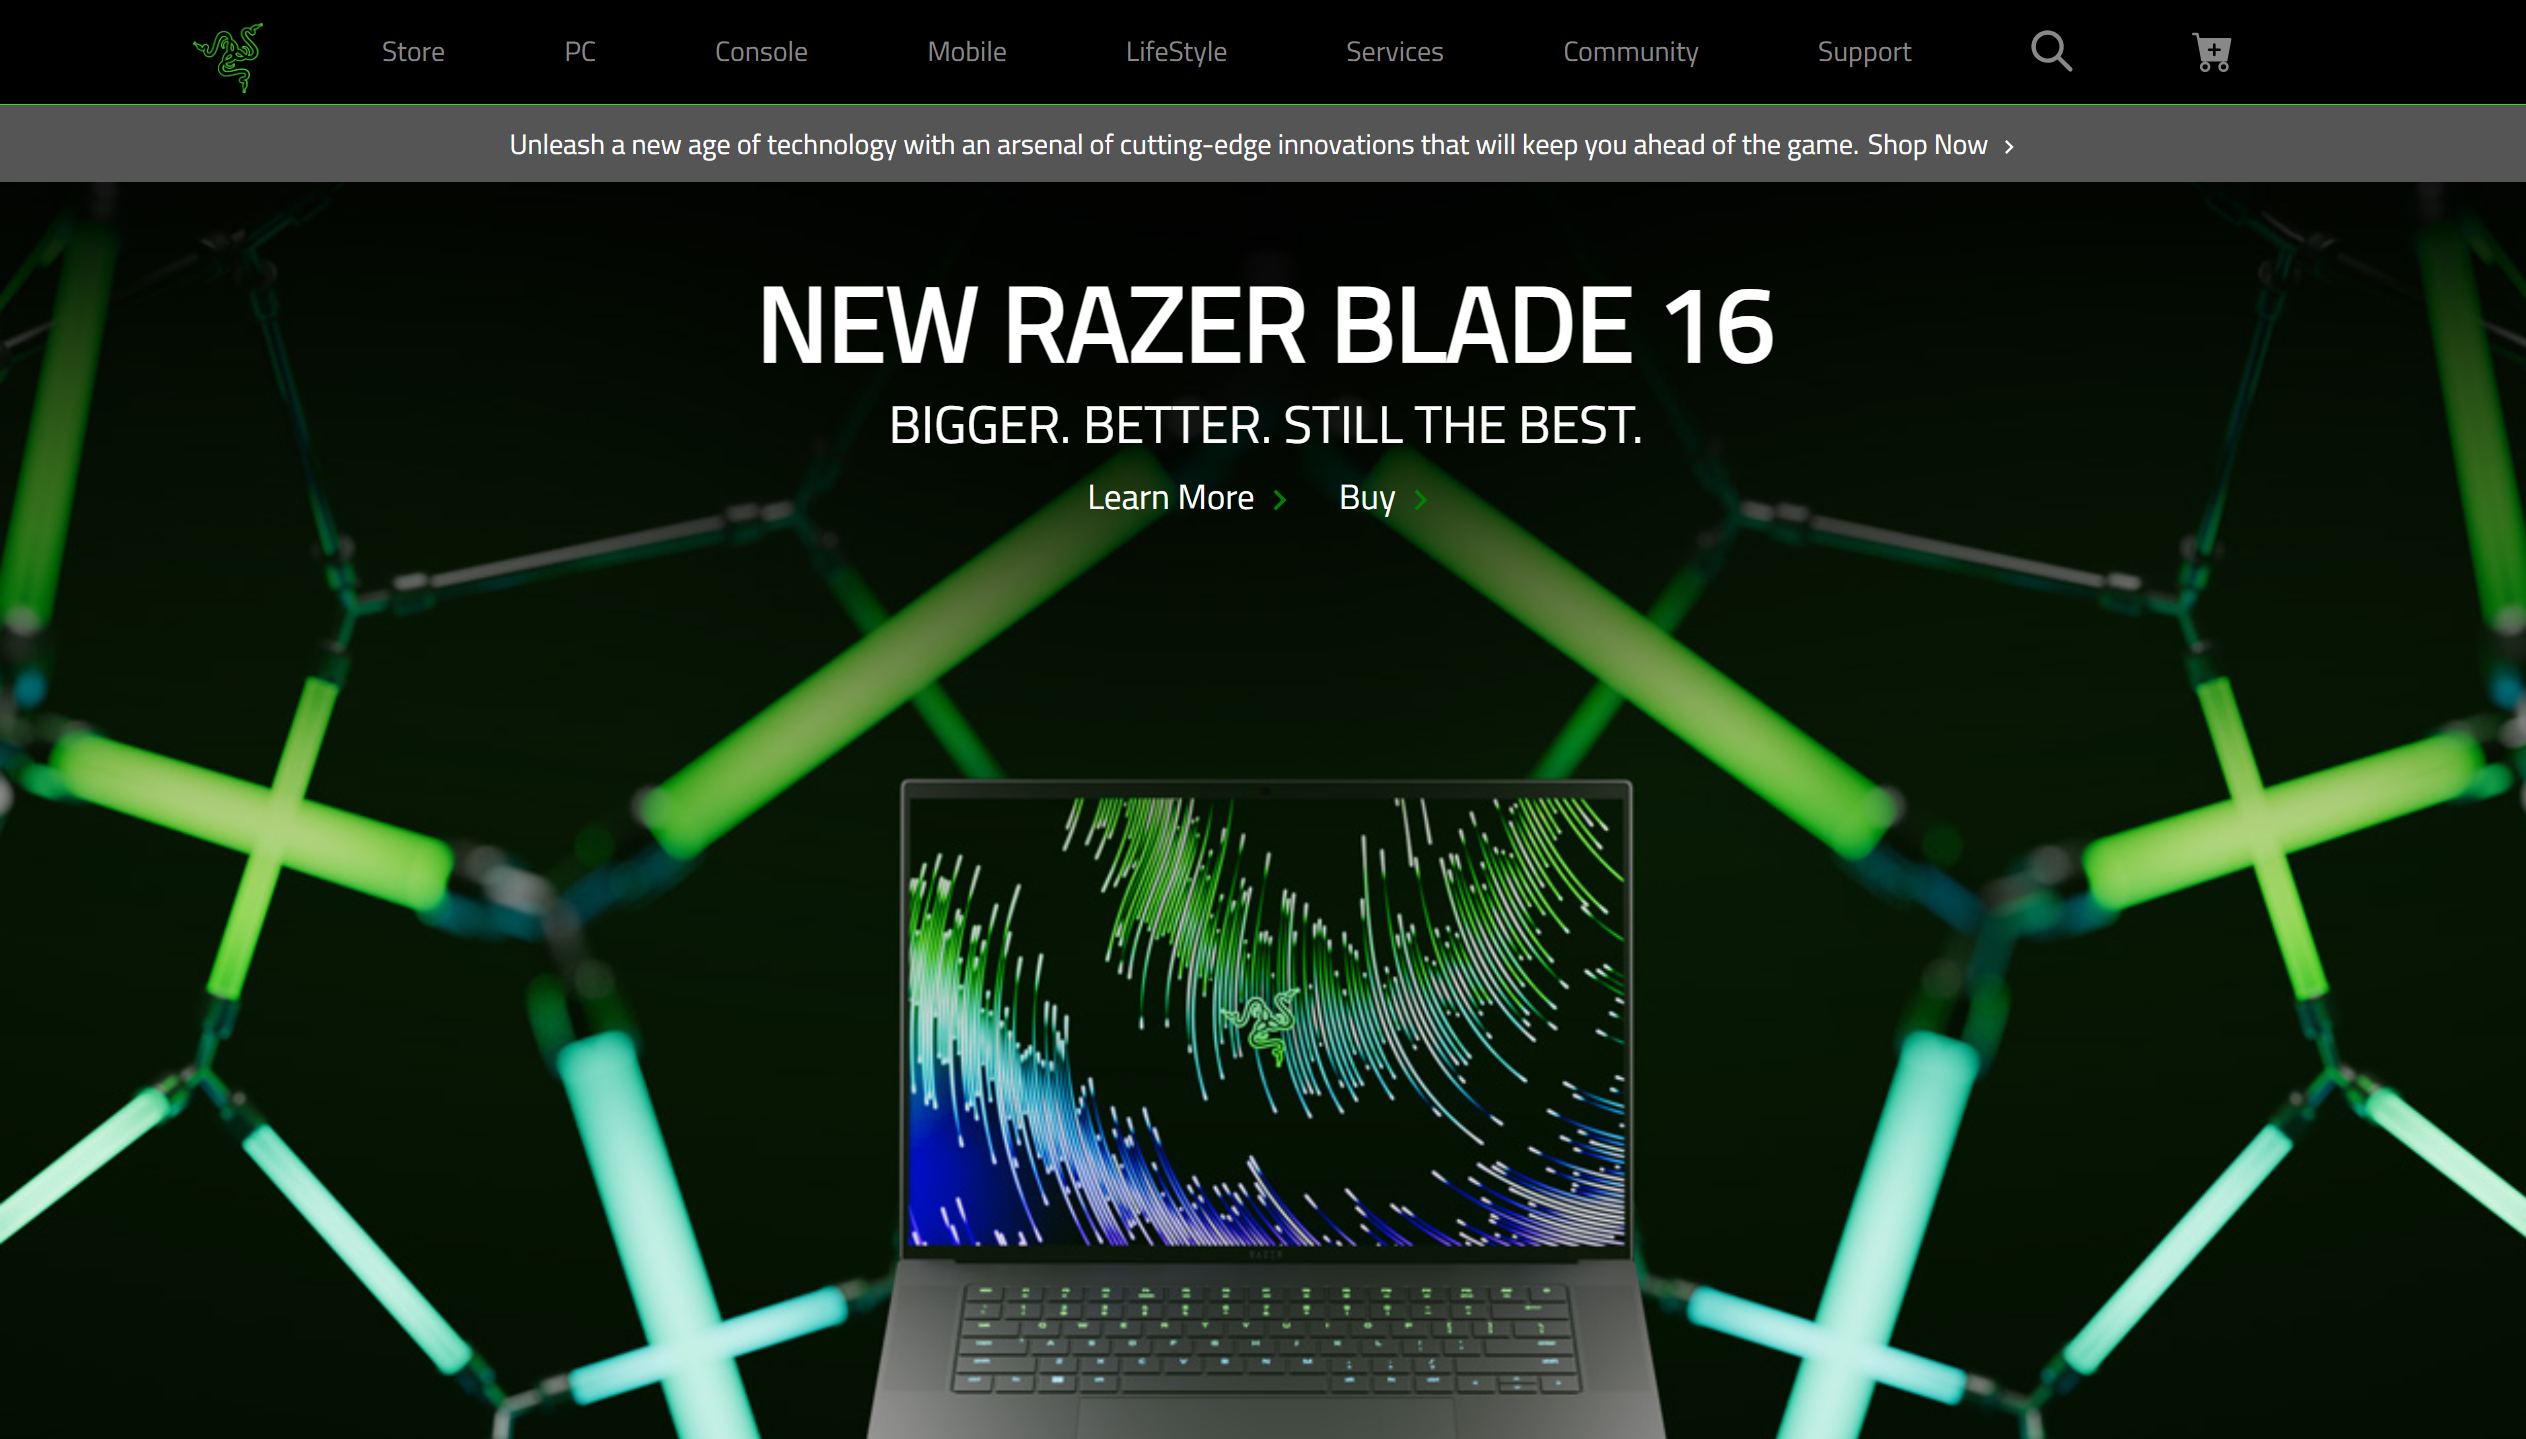 Store PC Console Mobile LifeStyle Services Community Support
Unleash a new age of technology with an arsenal of cutting-edge innovations that will keep you ahead of the game. Shop Now
NEW RAZER BLADE 16
BIGGER. BETTER. STILL THE BEST.
Learn More Buy
RAZER